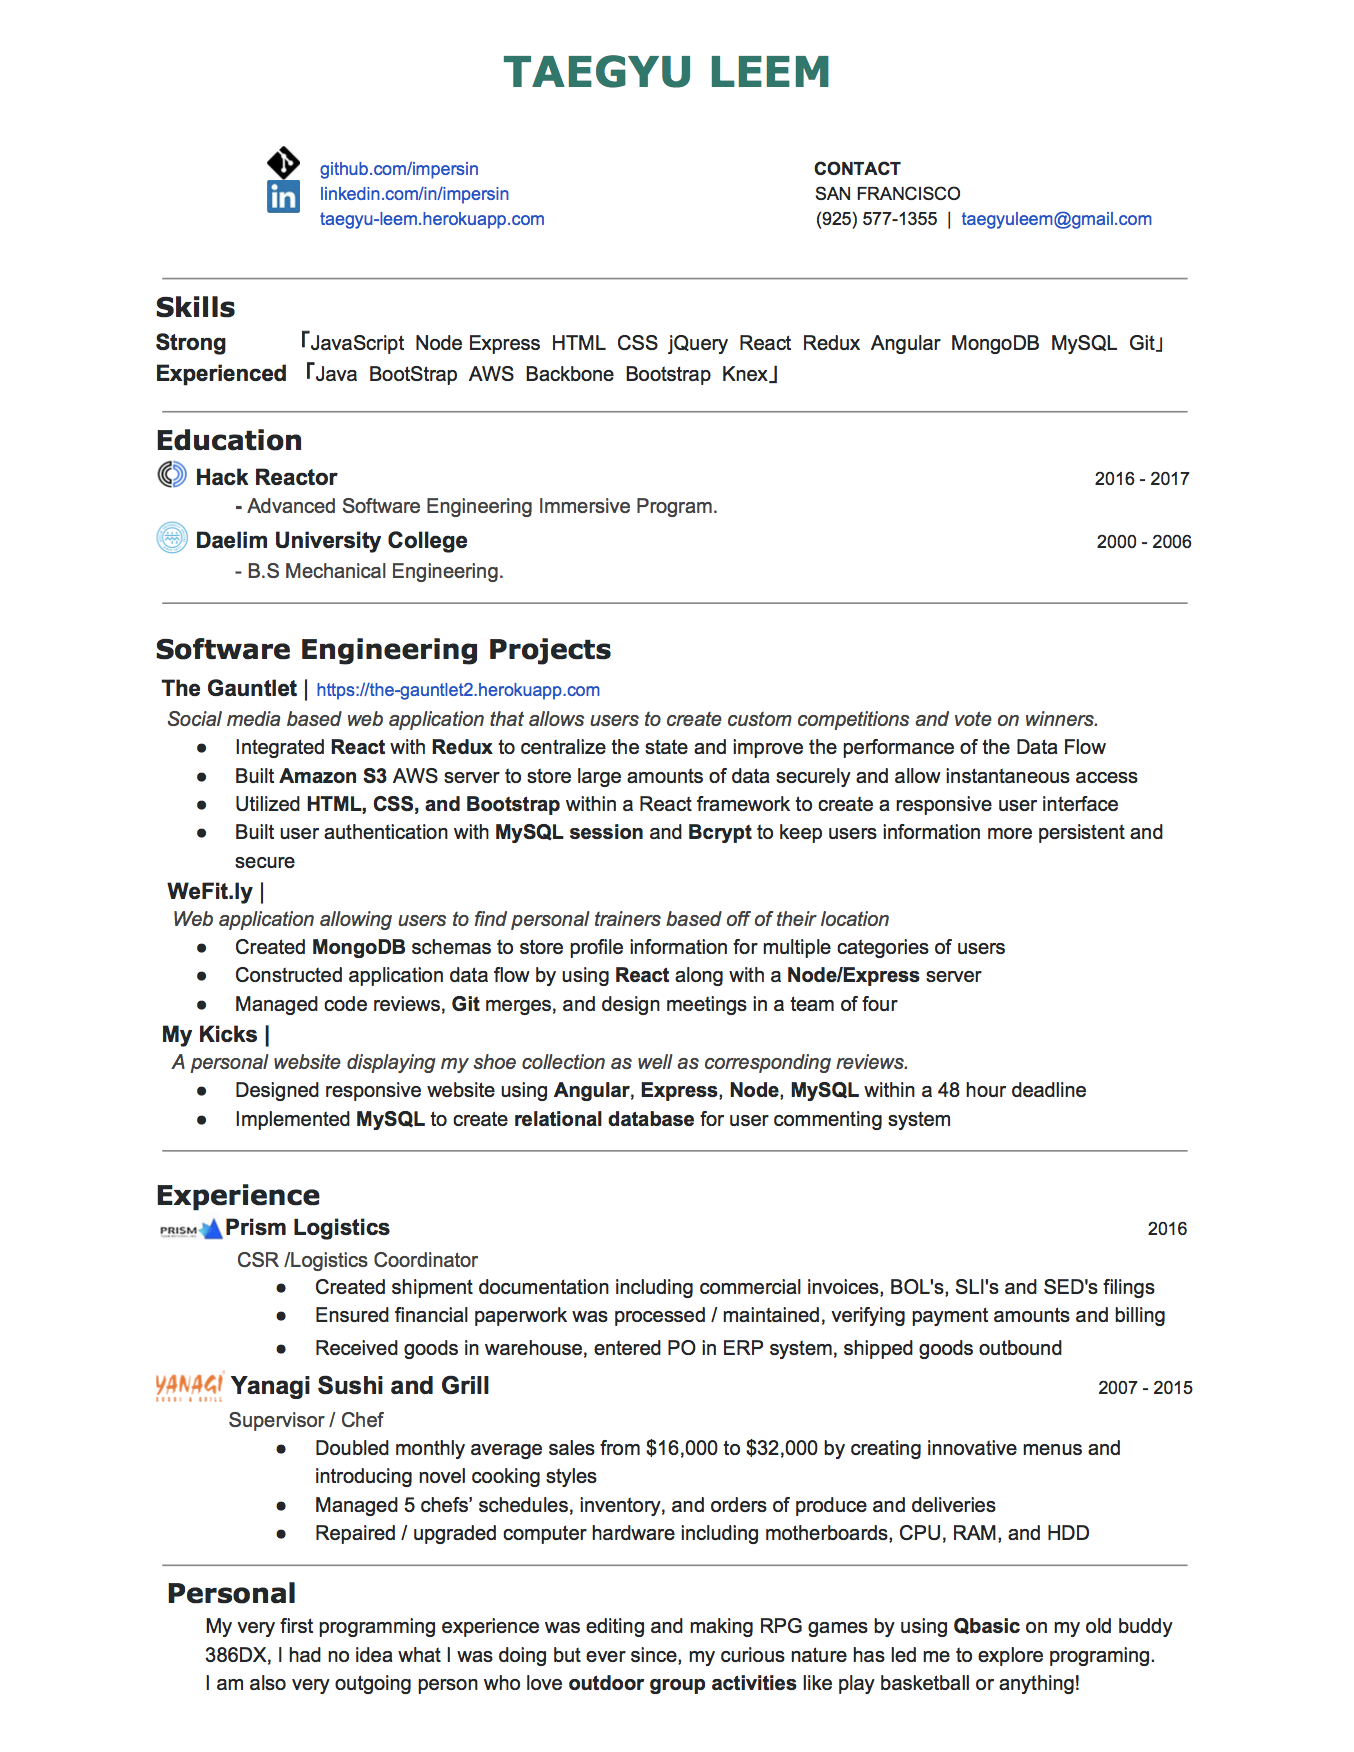 TAEGYU LEEM
github.com/impersin
linkedin.com/in/impersin
taegyu-leem.herokuapp.com
CONTACT
SAN FRANCISCO
(925) 577-1355 | taegyuleem@gmail.com
Skills
Strong 「JavaScript Node Express HTML CSS jQuery React Redux Angular MongoDB MySQL Git」
Experienced 「Java BootStrap AWS Backbone Bootstrap Knex」
Education
Hack Reactor 2016 - 2017
- Advanced Software Engineering Immersive Program.
Daelim University College 2000 - 2006
- B.S Mechanical Engineering.
Software Engineering Projects
The Gauntlet | https://the-gauntlet2.herokuapp.com
Social media based web application that allows users to create custom competitions and vote on winners.
● Integrated React with Redux to centralize the state and improve the performance of the Data Flow
● Built Amazon S3 AWS server to store large amounts of data securely and allow instantaneous access
● Utilized HTML, CSS, and Bootstrap within a React framework to create a responsive user interface
● Built user authentication with MySQL session and Bcrypt to keep users information more persistent and
secure
WeFit.ly |
Web application allowing users to find personal trainers based off of their location
● Created MongoDB schemas to store profile information for multiple categories of users
● Constructed application data flow by using React along with a Node/Express server
● Managed code reviews, Git merges, and design meetings in a team of four
My Kicks |
A personal website displaying my shoe collection as well as corresponding reviews.
● Designed responsive website using Angular, Express, Node, MySQL within a 48 hour deadline
● Implemented MySQL to create relational database for user commenting system
Experience
PRISM Prism Logistics 2016
CSR /Logistics Coordinator
● Created shipment documentation including commercial invoices, BOL's, SLI's and SED's filings
● Ensured financial paperwork was processed / maintained, verifying payment amounts and billing
● Received goods in warehouse, entered PO in ERP system, shipped goods outbound
YANAGI Yanagi Sushi and Grill 2007 - 2015
Supervisor / Chef
● Doubled monthly average sales from $16,000 to $32,000 by creating innovative menus and
introducing novel cooking styles
● Managed 5 chefs’ schedules, inventory, and orders of produce and deliveries
● Repaired / upgraded computer hardware including motherboards, CPU, RAM, and HDD
Personal
My very first programming experience was editing and making RPG games by using Qbasic on my old buddy
386DX, I had no idea what I was doing but ever since, my curious nature has led me to explore programing.
I am also very outgoing person who love outdoor group activities like play basketball or anything!